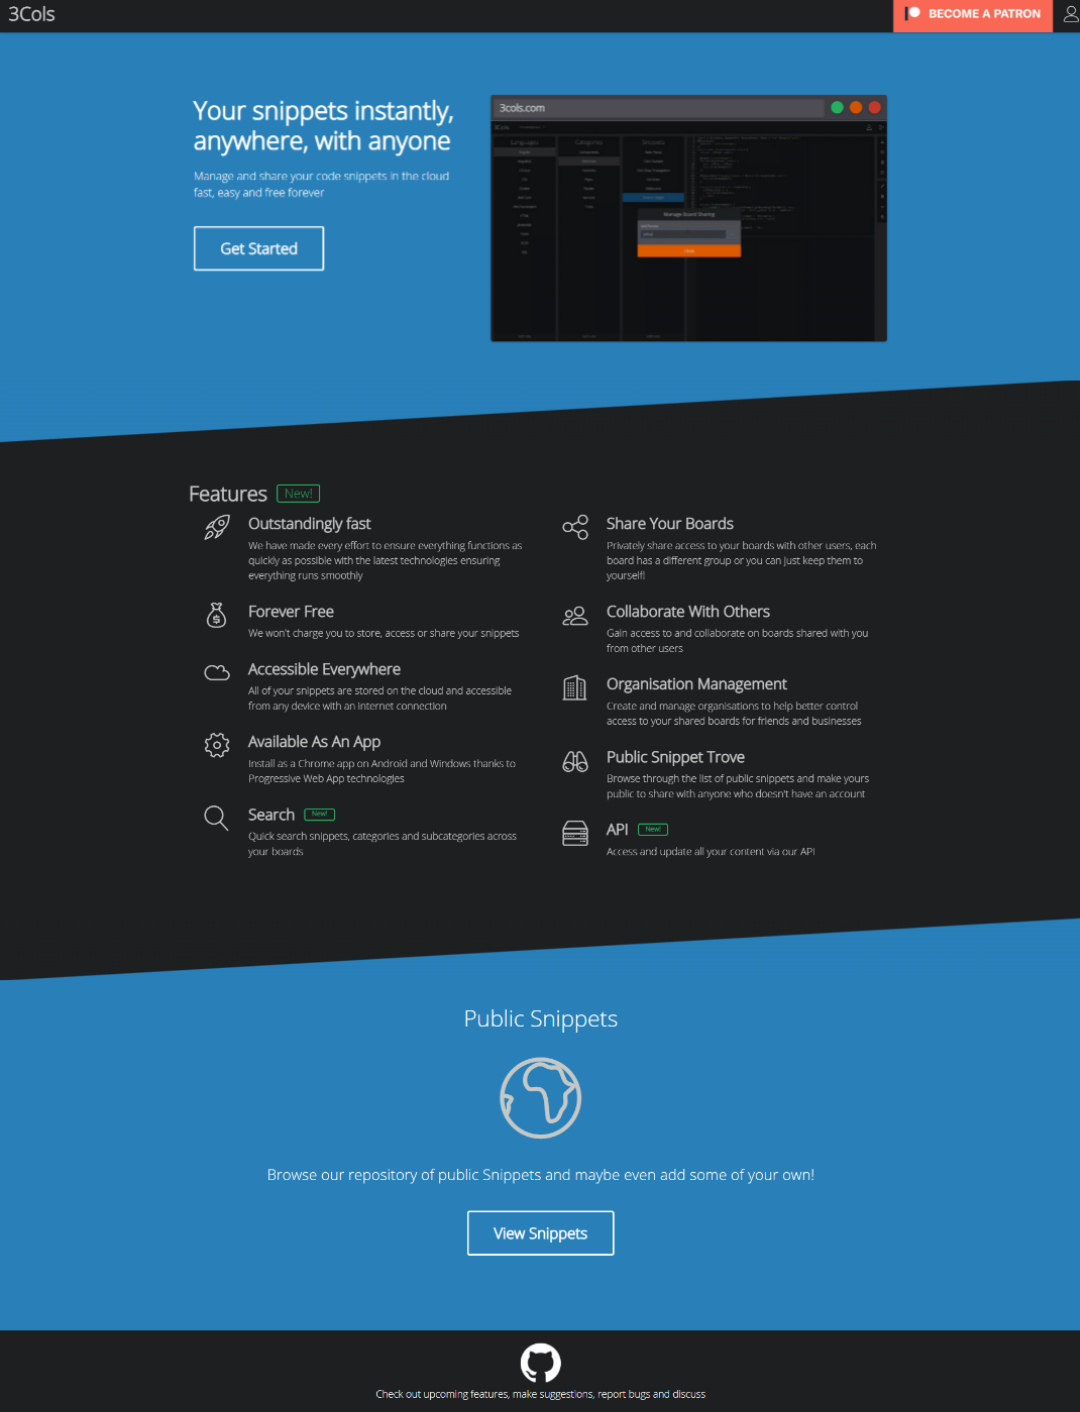 3Cols
BECOME A PATRON
Your snippets instantly,
anywhere, with anyone
Manage and share your code snippets in the cloud
fast, easy and free forever
Get Started
3cols.com
3Cols
Languages
Categories
Snippets
Manage Board Sharing
Features New!
Outstandingly fast
We have made every effort to ensure everything functions as
quickly as possible with the latest technologies ensuring
everything runs smoothly
Forever Free
We won't charge you to store, access or share your snippets
Accessible Everywhere
All of your snippets are stored on the cloud and accessible
from any device with an internet connection
Available As An App
Install as a Chrome app on Android and Windows thanks to
Progressive Web App technologies
Search New!
Quick search snippets, categories and subcategories across
your boards
Share Your Boards
Privately share access to your boards with other users, each
board has a different group or you can just keep them to
yourself!
Collaborate With Others
Gain access to and collaborate on boards shared with you
from other users
Organisation Management
Create and manage organisations to help better control
access to your shared boards for friends and businesses
Public Snippet Trove
Browse through the list of public snippets and make yours
public to share with anyone who doesn't have an account
API New!
Access and update all your content via our API
Public Snippets
Browse our repository of public Snippets and maybe even add some of your own!
View Snippets
Check out upcoming features, make suggestions, report bugs and discuss